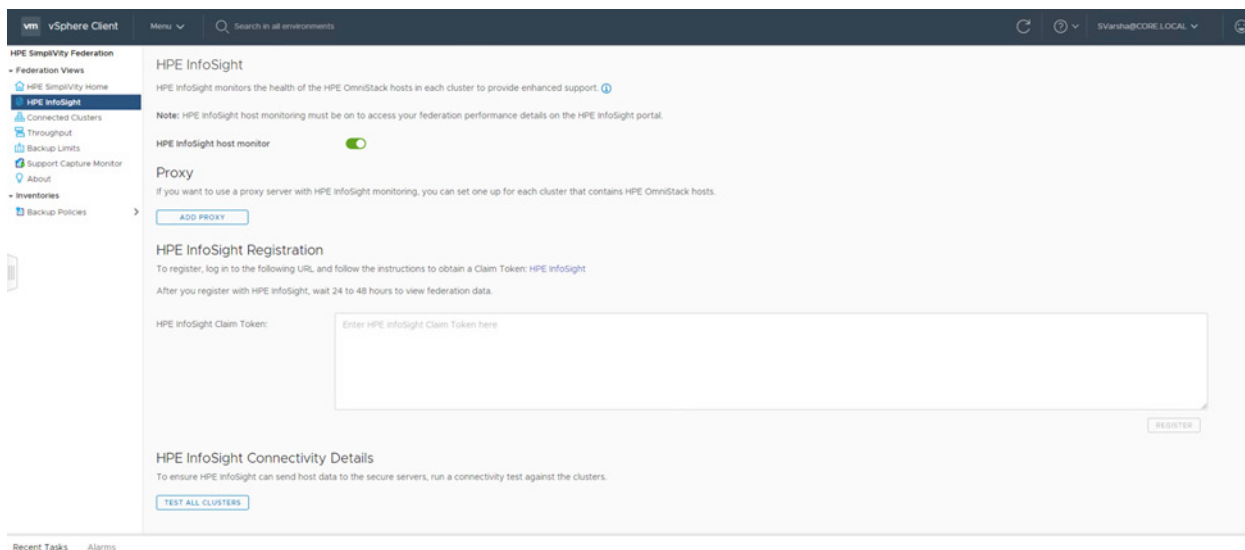 vm vSphere Client Menu Search in all environments SVarsha@CORE.LOCAL
HPE SimpliVity Federation
Federation Views
HPE SimpliVity Home
HPE InfoSight
Connected Clusters
Throughput
Backup Limits
Support Capture Monitor
About
Inventories
Backup Policies
HPE InfoSight
HPE InfoSight monitors the health of the HPE OmniStack hosts in each cluster to provide enhanced support.
Note: HPE InfoSight host monitoring must be on to access your federation performance details on the HPE InfoSight portal.
HPE InfoSight host monitor
Proxy
If you want to use a proxy server with HPE InfoSight monitoring, you can set one up for each cluster that contains HPE OmniStack hosts.
ADD PROXY
HPE InfoSight Registration
To register, log in to the following URL and follow the instructions to obtain a Claim Token: HPE InfoSight
After you register with HPE InfoSight, wait 24 to 48 hours to view federation data.
HPE InfoSight Claim Token: Enter HPE InfoSight Claim Token here
REGISTER
HPE InfoSight Connectivity Details
To ensure HPE InfoSight can send host data to the secure servers, run a connectivity test against the clusters.
TEST ALL CLUSTERS
Recent Tasks Alarms